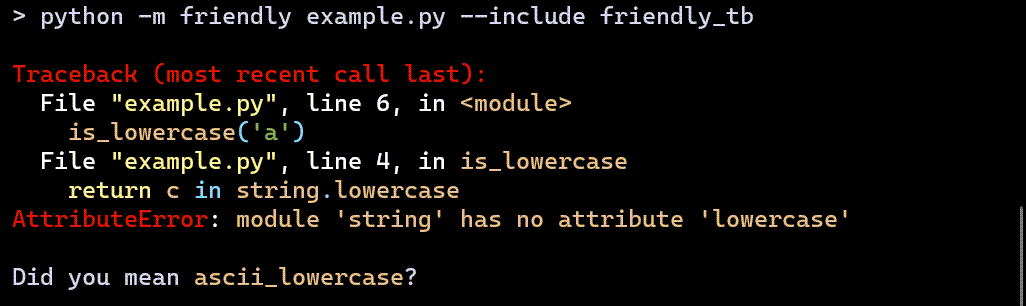 > python -m friendly example.py --include friendly_tb
Traceback (most recent call last):
File "example.py", line 6, in <module>
is_lowercase('a')
File "example.py", line 4, in is_lowercase
return c in string.lowercase
AttributeError: module 'string' has no attribute 'lowercase'
Did you mean ascii_lowercase?